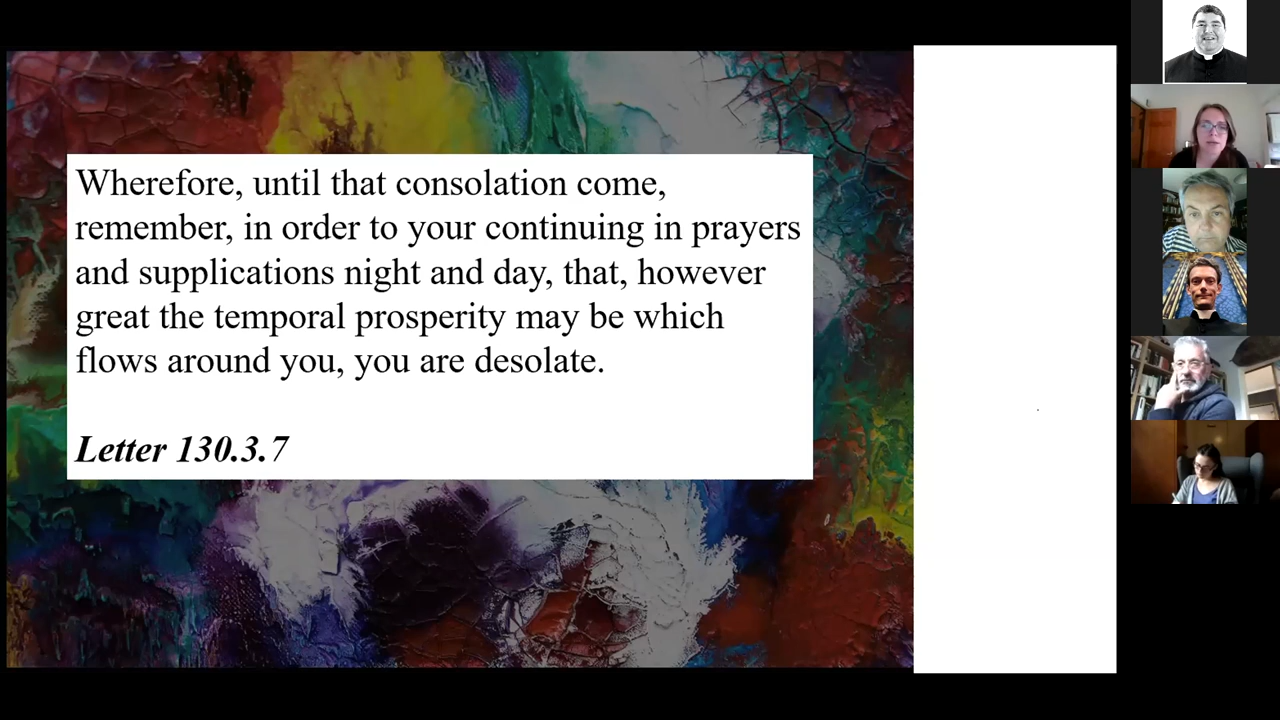 Wherefore, until that consolation come,
remember, in order to your continuing in prayers
and supplications night and day, that, however
great the temporal prosperity may be which
flows around you, you are desolate.
Letter 130.3.7